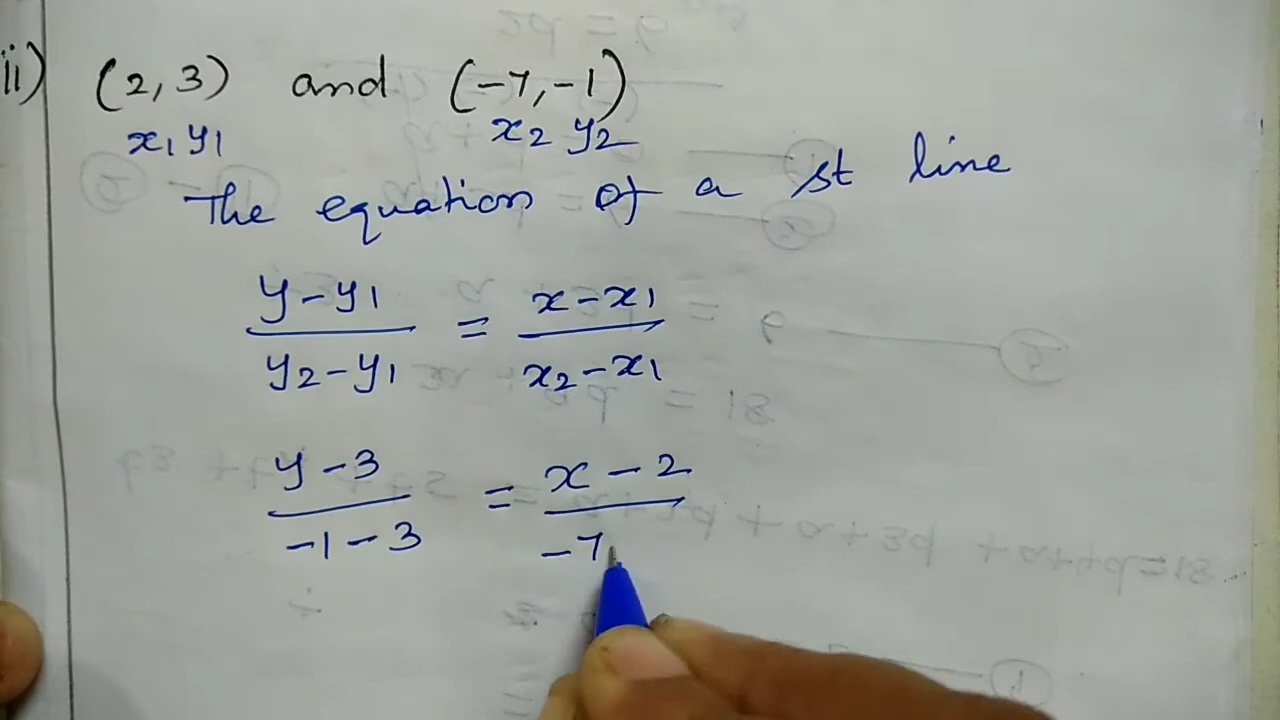 ii) (2,3) and (-7,-1)
x₁ y₁ x₂ y₂
The equation of a st line
y-y₁ / y₂-y₁ = x-x₁ / x₂-x₁
y-3 / -1-3 = x-2 / -7